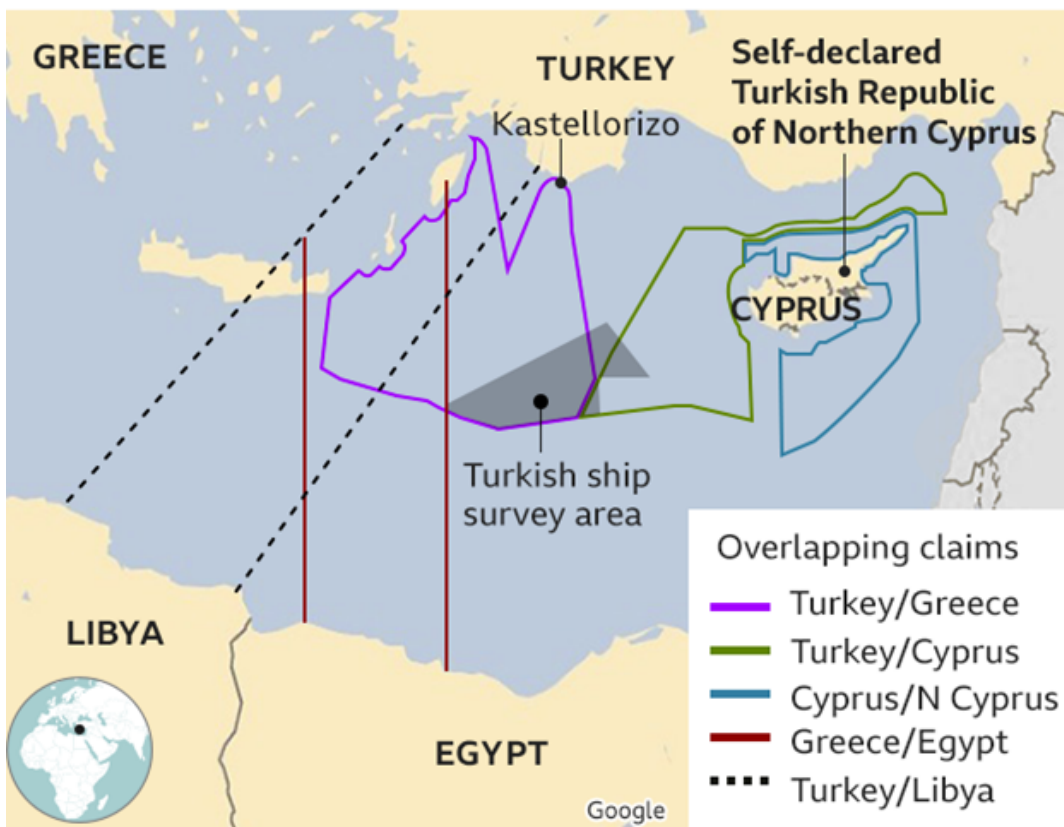 GREECE
TURKEY
Self-declared
Turkish Republic
of Northern Cyprus
Kastellorizo
CYPRUS
Turkish ship
survey area
LIBYA
EGYPT
Google
Overlapping claims
Turkey/Greece
Turkey/Cyprus
Cyprus/N Cyprus
Greece/Egypt
Turkey/Libya